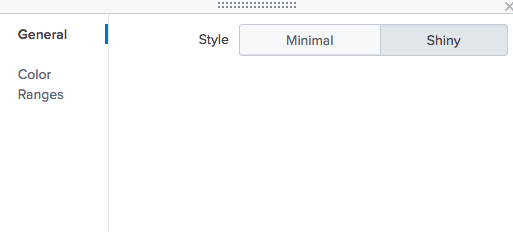 General
Style
Minimal
Shiny
Color
Ranges